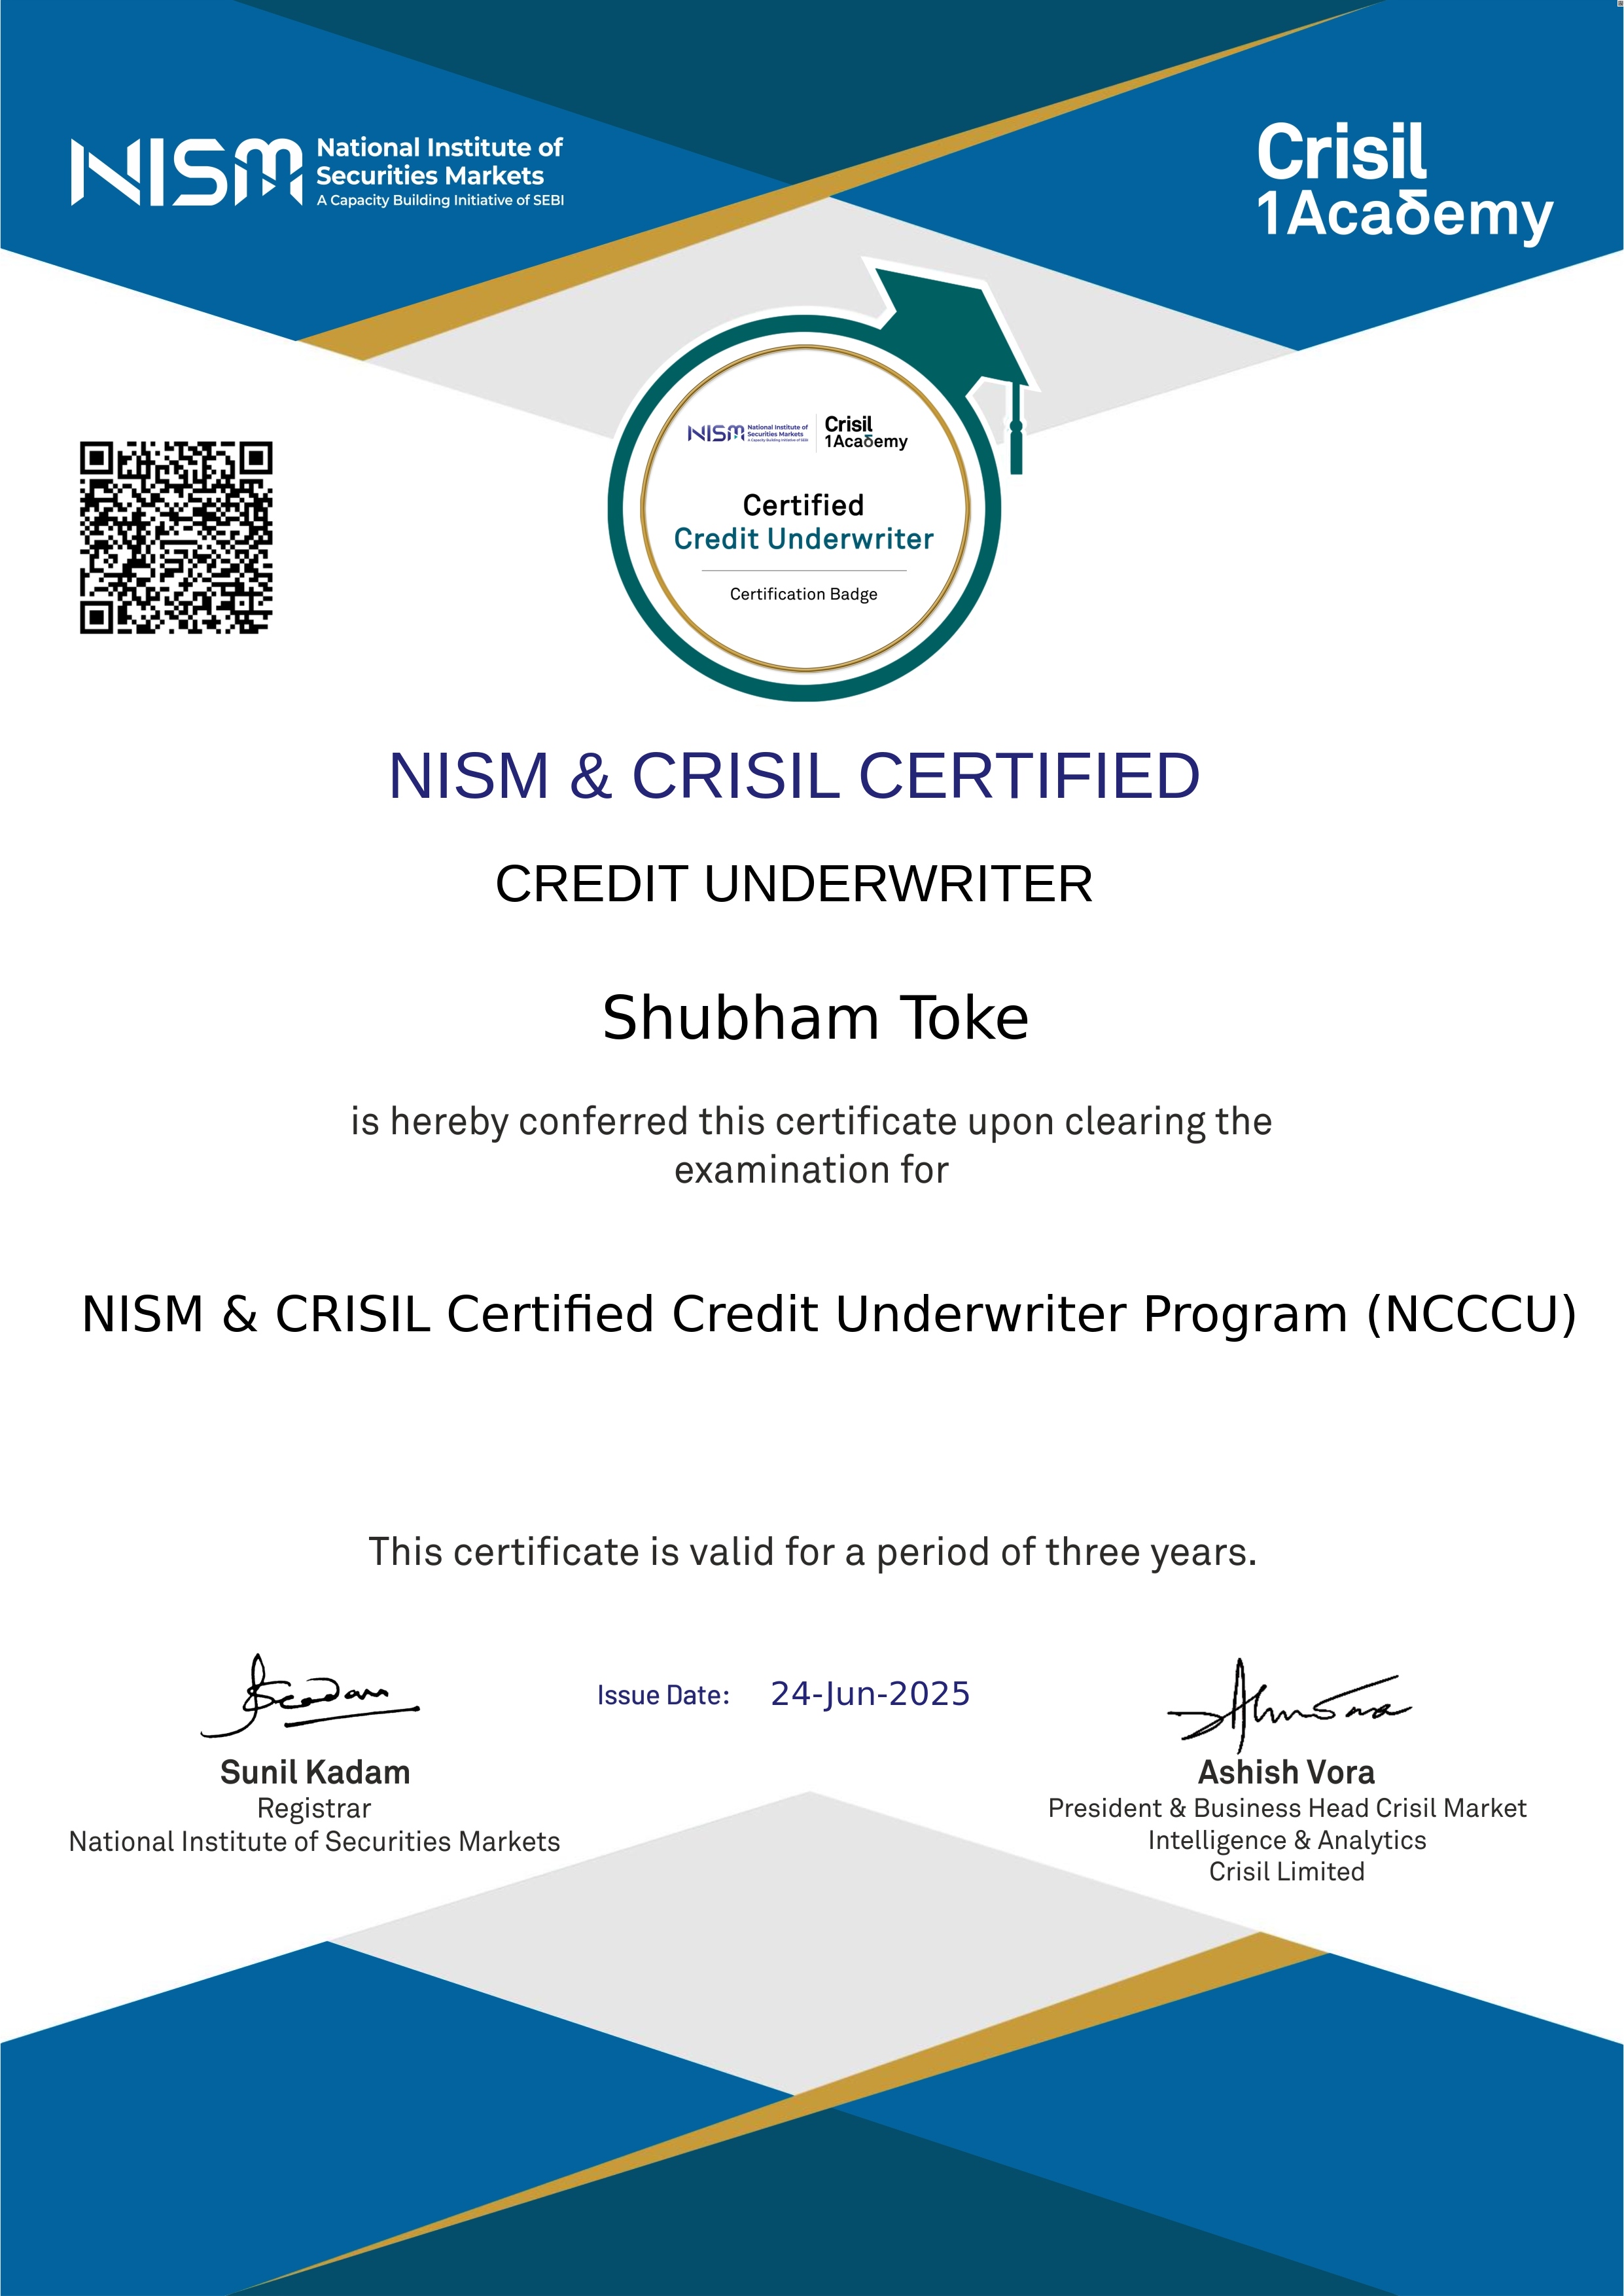 NISM
National Institute of
Securities Markets
A Capacity Building Initiative of SEBI
Crisil
1Academy
NISM
National Institute of
Securities Markets
A Capacity Building Initiative of SEBI
Crisil
1Academy
Certified
Credit Underwriter
Certification Badge
NISM & CRISIL CERTIFIED
CREDIT UNDERWRITER
Shubham Toke
is hereby conferred this certificate upon clearing the
examination for
NISM & CRISIL Certified Credit Underwriter Program (NCCCU)
This certificate is valid for a period of three years.
Issue Date: 24-Jun-2025
Sunil Kadam
Registrar
National Institute of Securities Markets
Ashish Vora
President & Business Head Crisil Market
Intelligence & Analytics
Crisil Limited